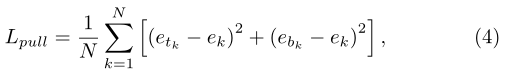 $L_{pull} = \frac{1}{N} \sum_{k=1}^{N} \left[ (e_{t_k} - e_k)^2 + (e_{b_k} - e_k)^2 \right],$ (4)